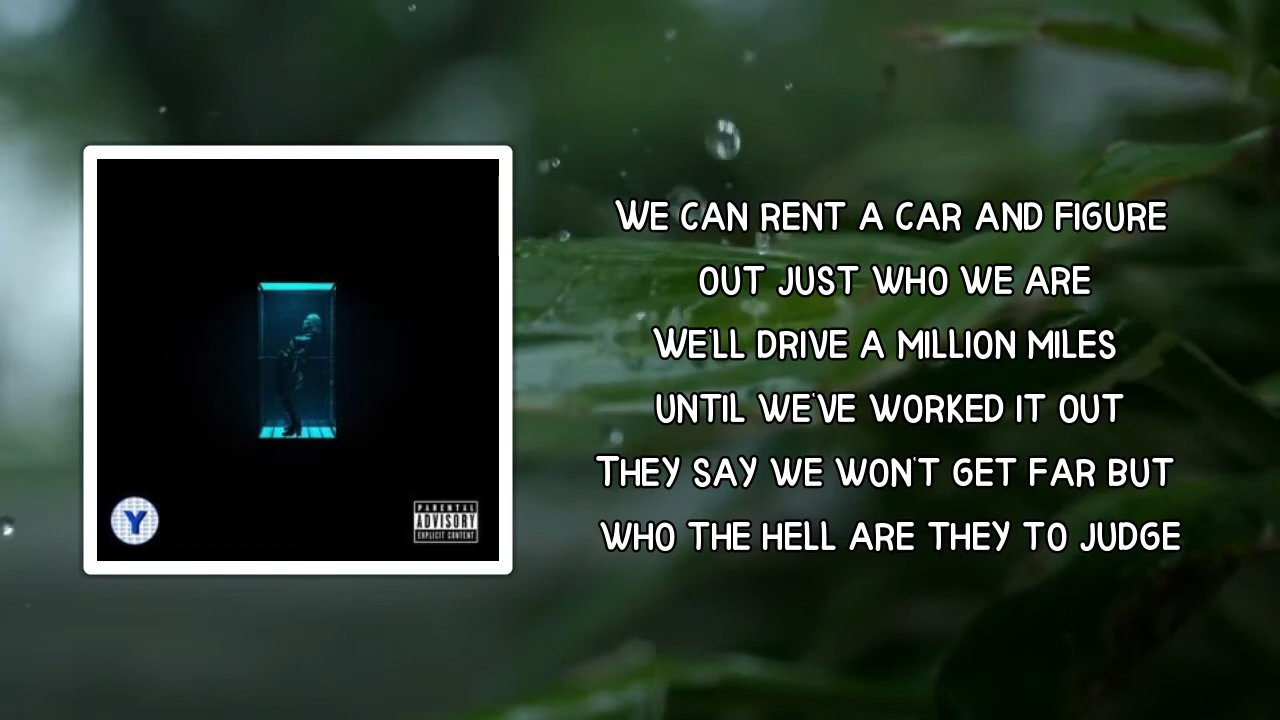 Y
PARENTAL
ADVISORY
EXPLICIT CONTENT
WE CAN RENT A CAR AND FIGURE
OUT JUST WHO WE ARE
WE'LL DRIVE A MILLION MILES
UNTIL WE'VE WORKED IT OUT
THEY SAY WE WON'T GET FAR BUT
WHO THE HELL ARE THEY TO JUDGE